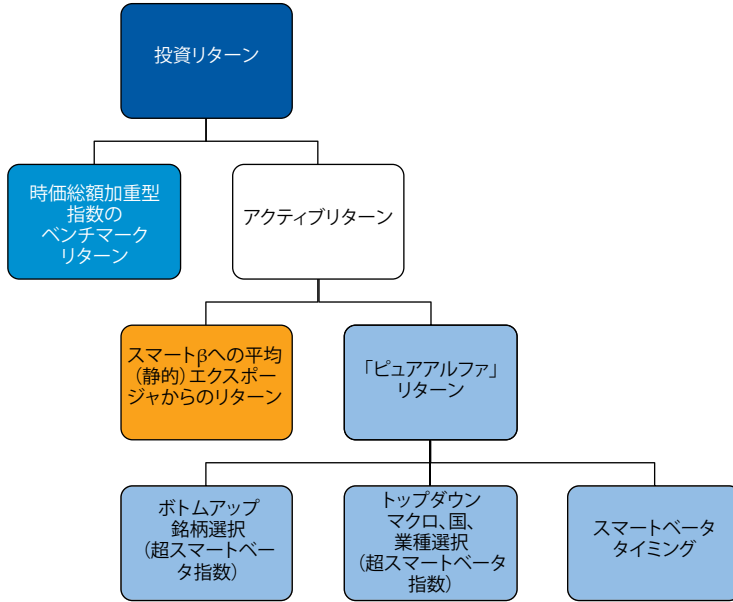 投資リターン
時価総額加重型
指数の
ベンチマーク
リターン
アクティブリターン
スマートβへの平均
（静的）エクスポー
ジャからのリターン
「ピュアアルファ」
リターン
ボトムアップ
銘柄選択
（超スマートベー
タ指数）
トップダウン
マクロ、国、
業種選択
（超スマートベータ
指数）
スマートベータ
タイミング